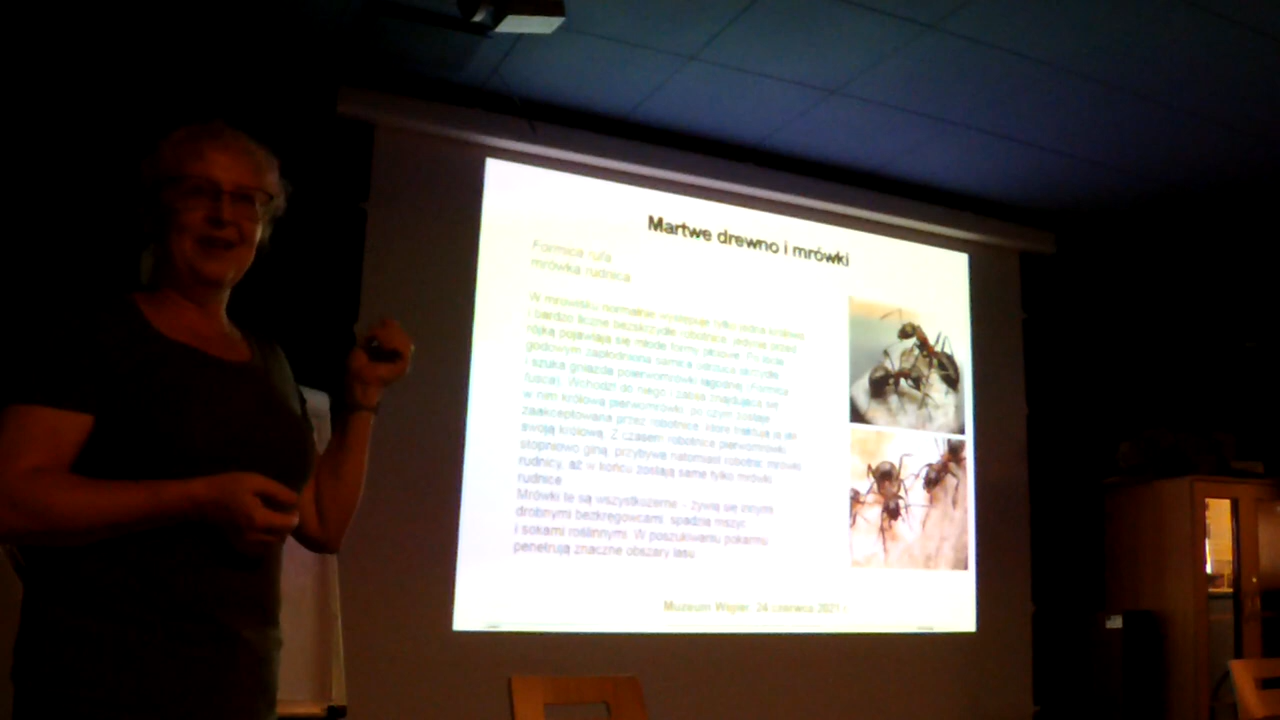 Martwe drewno i mrówki
Formica rufa
mrówka rudnica
W mrowisku normalnie występuje tylko jedna królowa
i bardzo liczne bezskrzydłe robotnice. Jedynie przed
rójką pojawiają się młode formy płciowe. Po locie
godowym zapłodniona samica odrzuca skrzydła
i szuka gniazda pierwomrówki łagodnej (Formica
fusca). Wchodzi do niego i zabija znajdującą się
w nim królową pierwomrówki, po czym zostaje
zaakceptowana przez robotnice, które traktują ją jak
swoją królową. Z czasem robotnice pierwomrówki
stopniowo giną, przybywa natomiast robotnic mrówki
rudnicy, aż w końcu zostają same tylko mrówki
rudnice.
Mrówki te są wszystkożerne - żywią się innymi
drobnymi bezkręgowcami, spadzią mszyc
i sokami roślinnymi. W poszukiwaniu pokarmu
penetrują znaczne obszary lasu.
Muzeum 24 czerwca 2021 r.